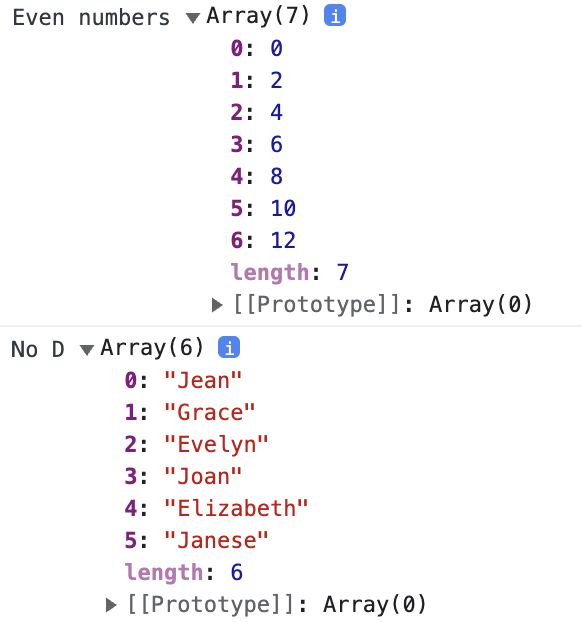 Even numbers ▼Array(7) i
0: 0
1: 2
2: 4
3: 6
4: 8
5: 10
6: 12
length: 7
▶[[Prototype]]: Array(0)
No D ▼Array(6) i
0: "Jean"
1: "Grace"
2: "Evelyn"
3: "Joan"
4: "Elizabeth"
5: "Janese"
length: 6
▶[[Prototype]]: Array(0)